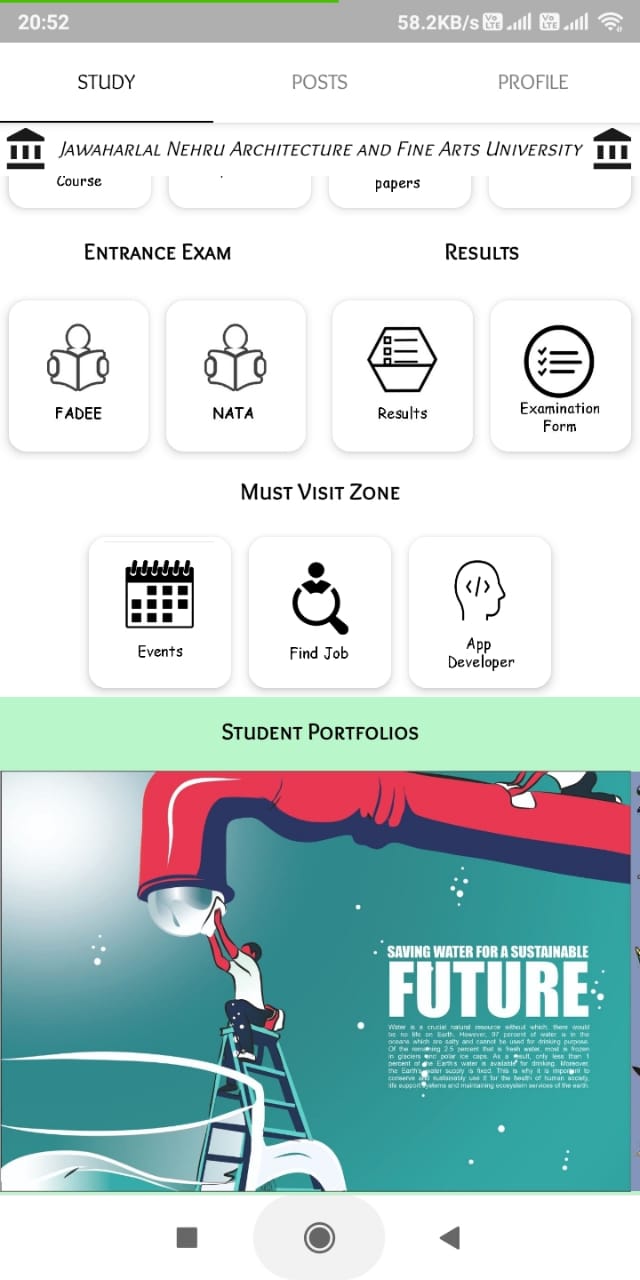 20:52
58.2KB/s Vo LTE Vo LTE
STUDY POSTS PROFILE
Jawaharlal Nehru Architecture and Fine Arts University
Course
papers
Entrance Exam
Results
FADEE
NATA
Results
Examination
Form
Must Visit Zone
Events
Find Job
App
Developer
Student Portfolios
SAVING WATER FOR A SUSTAINABLE
FUTURE
Water is a crucial natural resource without which, there would
be no life on Earth. However, 97 percent of water is in the
oceans which are salty and cannot be used for drinking purpose.
Of the remaining 2.5 percent that is fresh water, most is frozen
in glaciers and polar ice caps. As a result, only less than 1
percent of the Earth's water is available for drinking. Moreover,
the Earth's water supply is fixed. This is why it is important to
conserve and sustainably use it for the health of human society,
life support systems and maintaining ecosystem services of the earth.